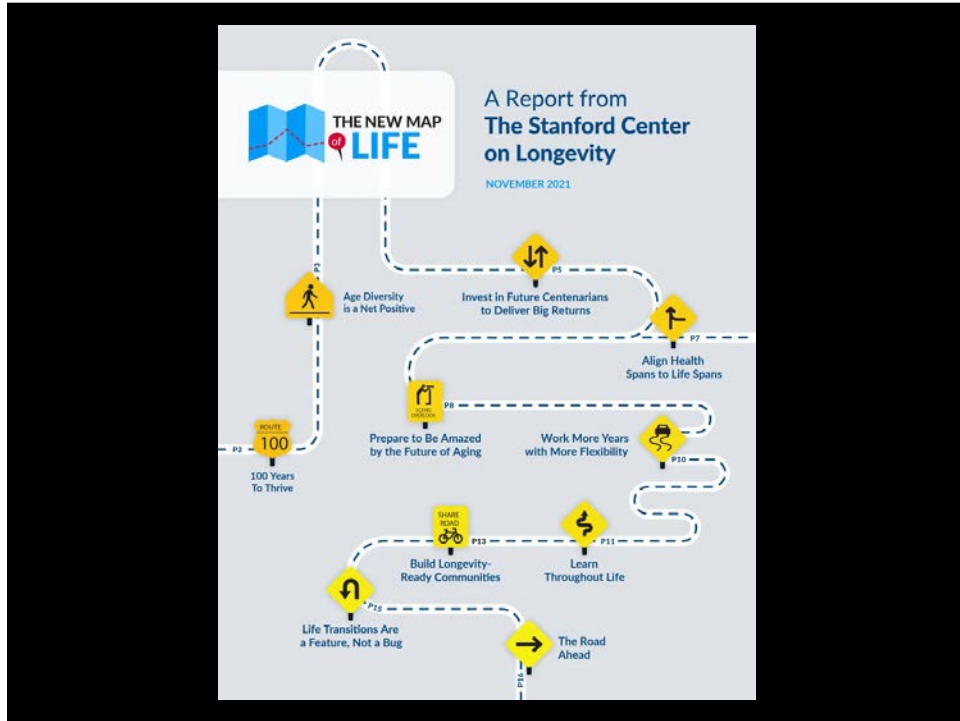 THE NEW MAP
of LIFE
A Report from
The Stanford Center
on Longevity
NOVEMBER 2021
P2
ROUTE
100
100 Years
To Thrive
P3
Age Diversity
is a Net Positive
P5
Invest in Future Centenarians
to Deliver Big Returns
P7
Align Health
Spans to Life Spans
SCENIC
OVERLOOK
P8
Prepare to Be Amazed
by the Future of Aging
Work More Years
with More Flexibility
P10
P11
Learn
Throughout Life
SHARE
ROAD
P13
Build Longevity-
Ready Communities
P15
Life Transitions Are
a Feature, Not a Bug
The Road
Ahead
P16